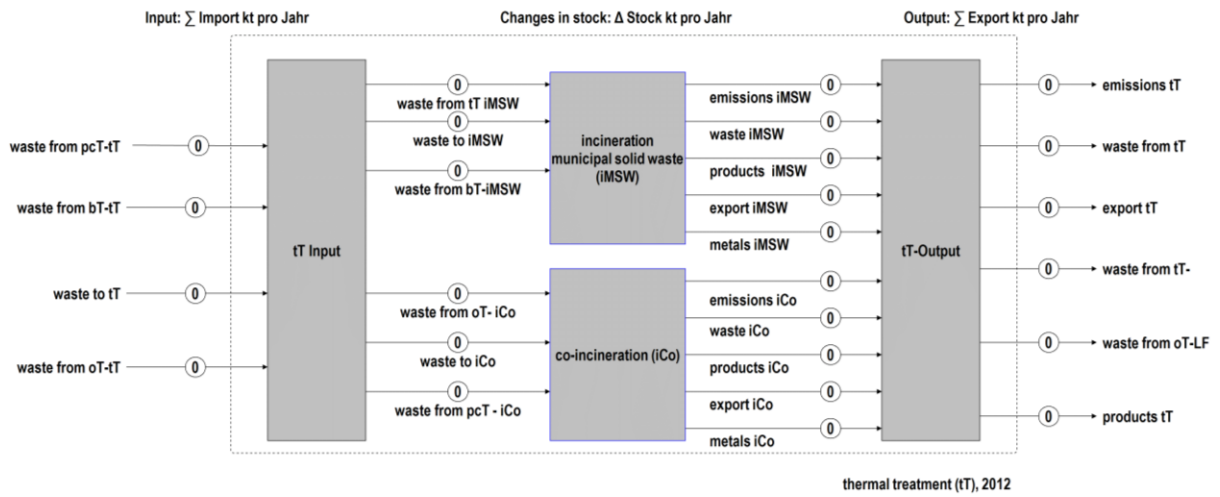 Input: ∑ Import kt pro Jahr
Changes in stock: Δ Stock kt pro Jahr
Output: ∑ Export kt pro Jahr
waste from pcT-tT
0
waste from bT-tT
0
waste to tT
0
waste from oT-tT
0
tT Input
0
waste from tT iMSW
0
waste to iMSW
0
waste from bT-iMSW
0
waste from oT- iCo
0
waste to iCo
0
waste from pcT - iCo
incineration
municipal solid waste
(iMSW)
co-incineration (iCo)
0
emissions iMSW
0
waste iMSW
0
products iMSW
0
export iMSW
0
metals iMSW
0
emissions iCo
0
waste iCo
0
products iCo
0
export iCo
0
metals iCo
tT-Output
0
emissions tT
0
waste from tT
0
export tT
0
waste from tT-
0
waste from oT-LF
0
products tT
thermal treatment (tT), 2012